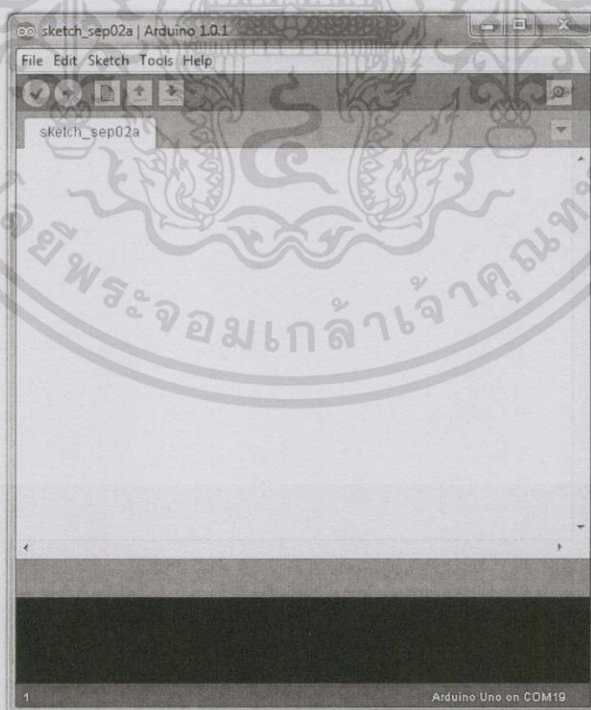 sketch_sep02a | Arduino 1.0.1
File Edit Sketch Tools Help
sketch_sep02a
พระจอมเกล้าเจ้าคุณ
1
Arduino Uno on COM19